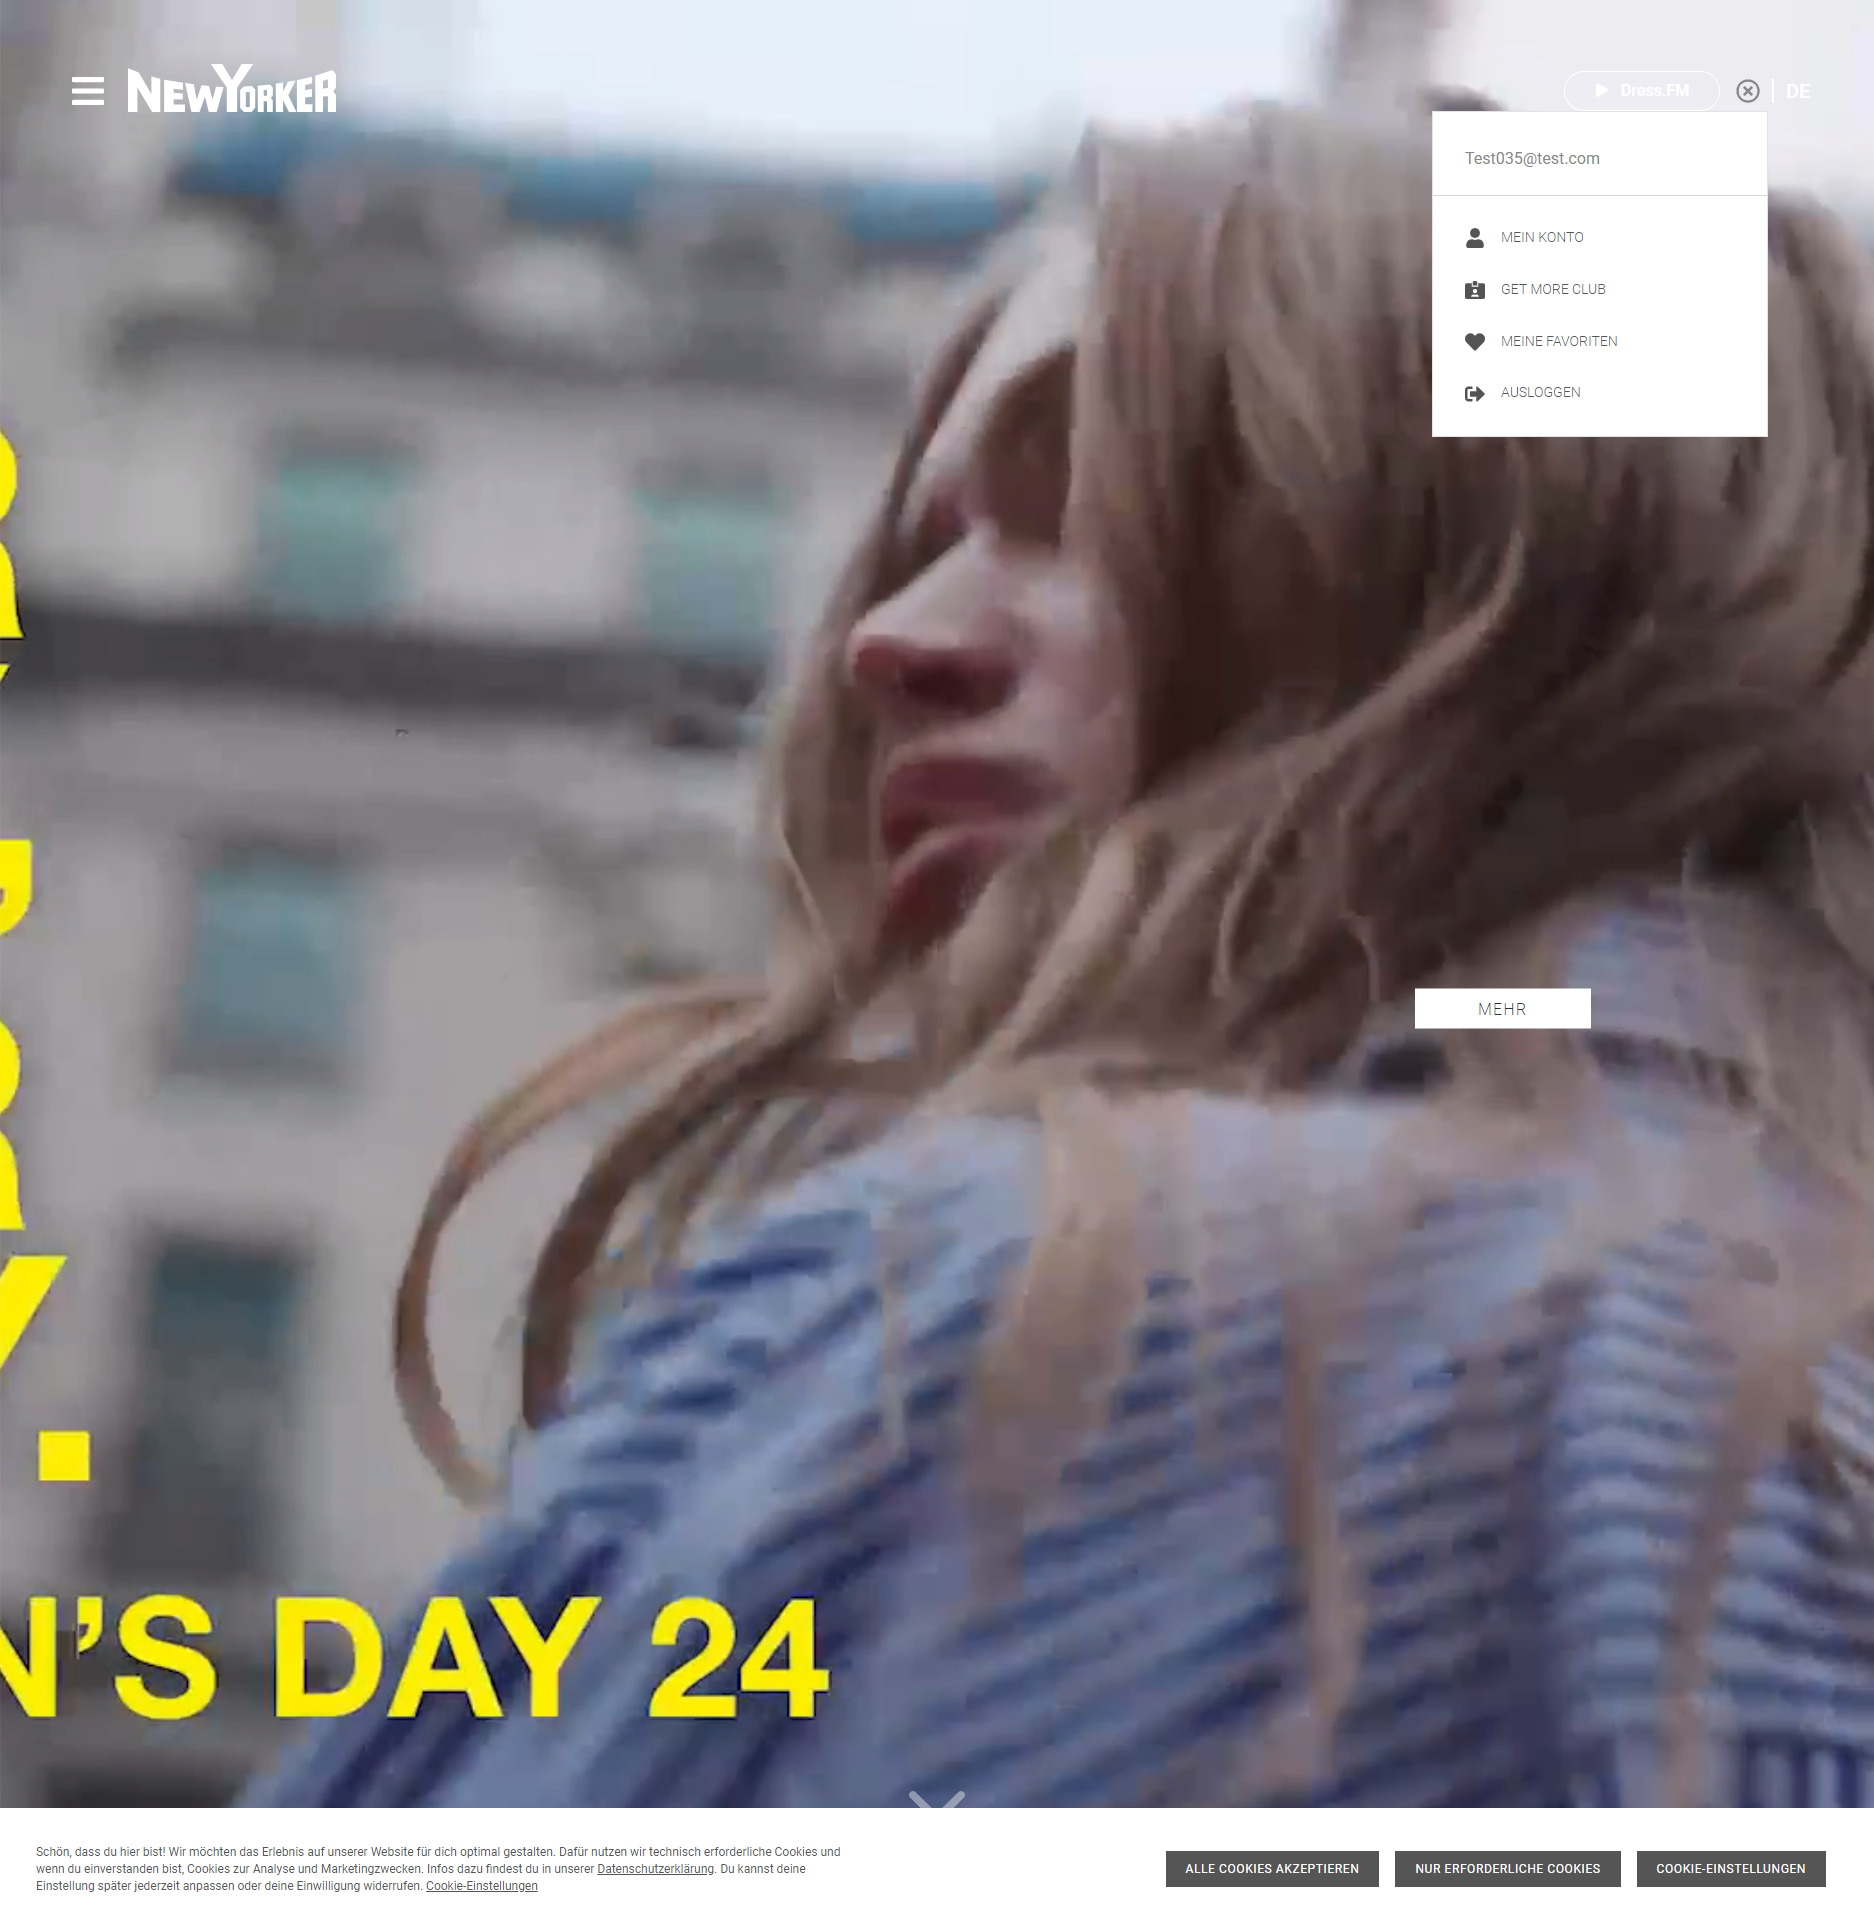 NEWYORKER
Dress.FM
DE
Test035@test.com
MEIN KONTO
GET MORE CLUB
MEINE FAVORITEN
AUSLOGGEN
MEHR
N'S DAY 24
Schön, dass du hier bist! Wir möchten das Erlebnis auf unserer Website für dich optimal gestalten. Dafür nutzen wir technisch erforderliche Cookies und
wenn du einverstanden bist, Cookies zur Analyse und Marketingzwecken. Infos dazu findest du in unserer Datenschutzerklärung. Du kannst deine
Einstellung später jederzeit anpassen oder deine Einwilligung widerrufen. Cookie-Einstellungen
ALLE COOKIES AKZEPTIEREN
NUR ERFORDERLICHE COOKIES
COOKIE-EINSTELLUNGEN